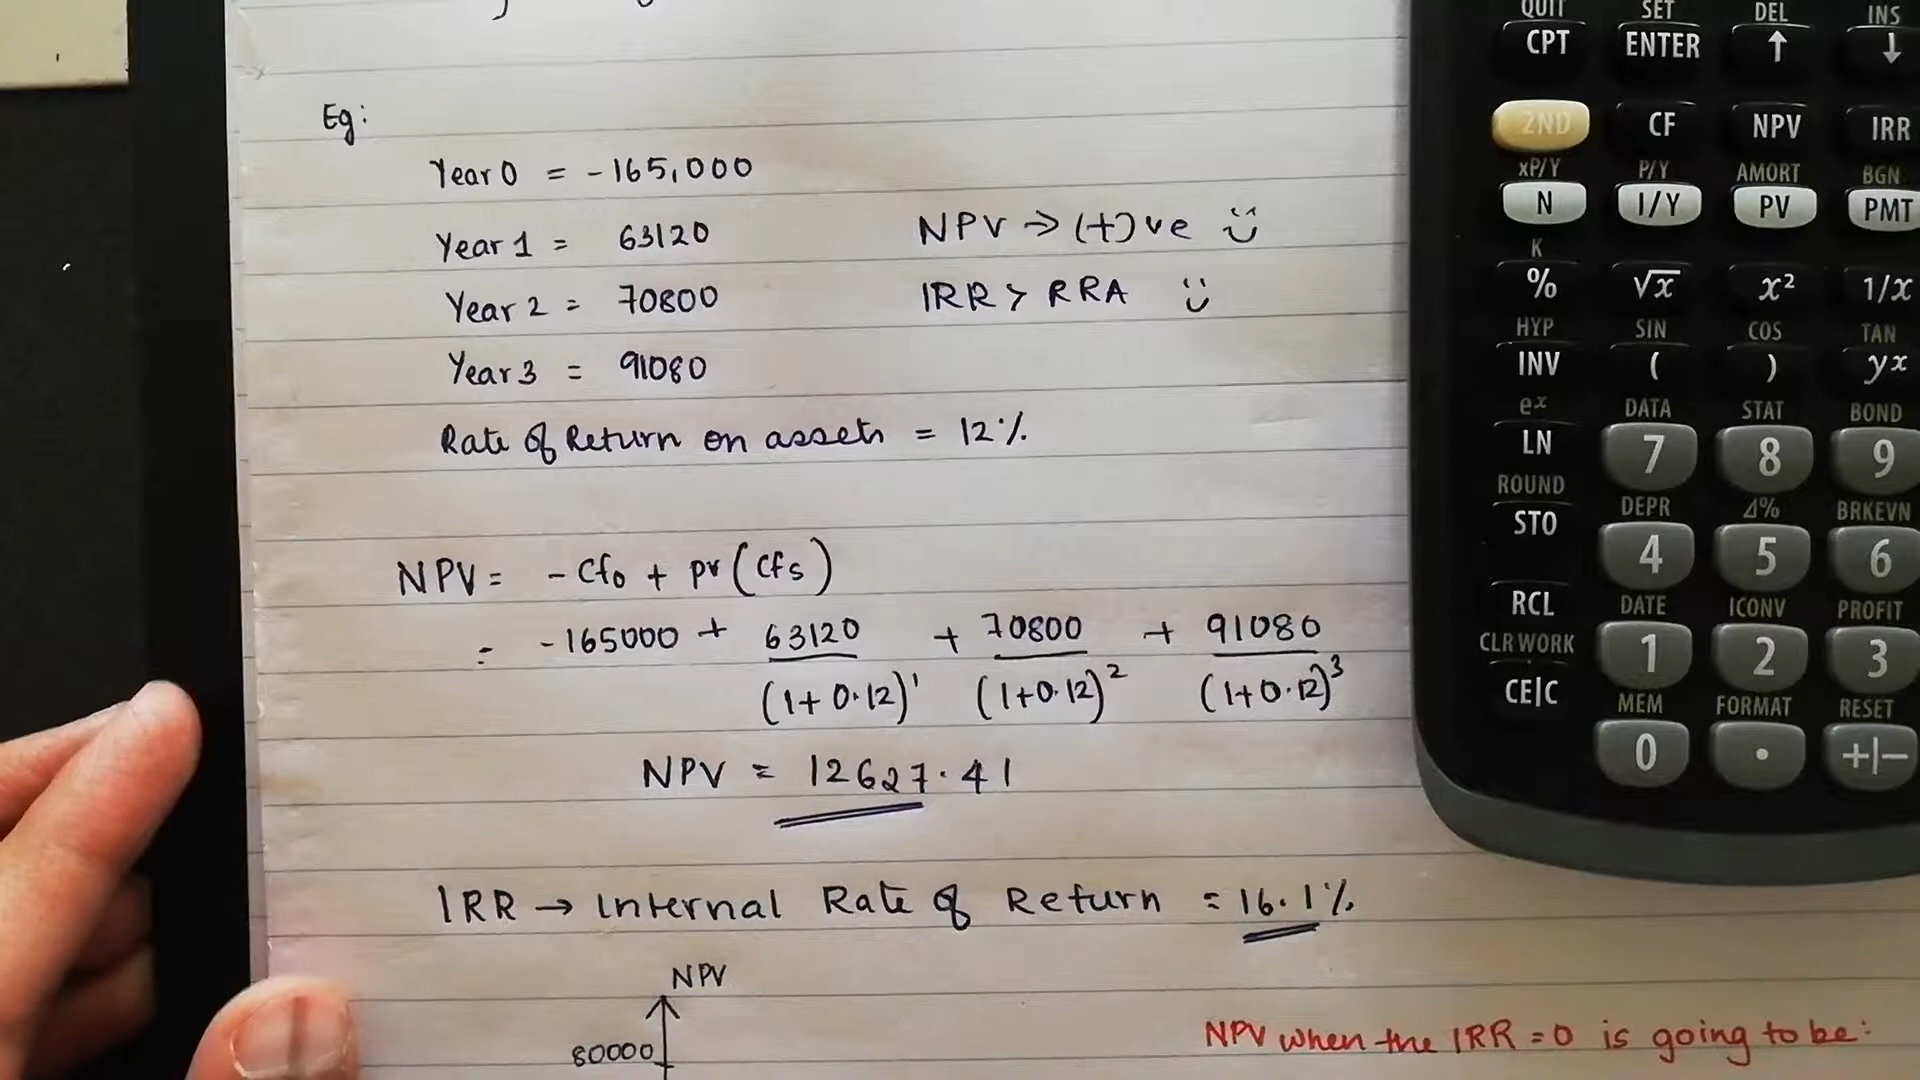 Eg:
Year 0 = -165,000
Year 1 = 63120
NPV → (+)ve
Year 2 = 70800
IRR > RRA
Year 3 = 91080
Rate of Return on assets = 12%
NPV = - Cf0 + pv (Cfs)
= -165000 + 63120 / (1+0.12)¹ + 70800 / (1+0.12)² + 91080 / (1+0.12)³
NPV = 12627.41
IRR → Internal Rate of Return = 16.1%
NPV
80000
NPV when the IRR = 0 is going to be:
QUIT SET DEL INS
CPT ENTER ↑ ↓
2ND CF NPV IRR
xP/Y P/Y AMORT BGN
N I/Y PV PMT
K
% √x x² 1/x
HYP SIN COS TAN
INV ( ) yx
ex DATA STAT BOND
LN 7 8 9
ROUND DEPR Δ% BRKEVN
STO 4 5 6
RCL DATE ICONV PROFIT
CLR WORK 1 2 3
CE|C MEM FORMAT RESET
0 . +|-